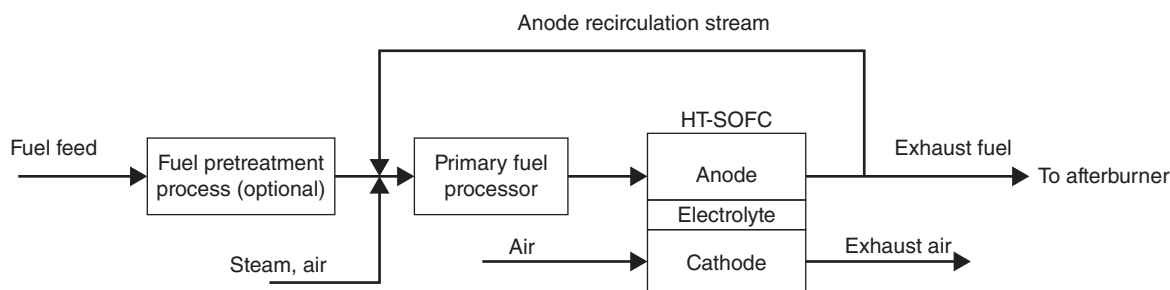 Anode recirculation stream
HT-SOFC
Fuel feed
Fuel pretreatment
process (optional)
Primary fuel
processor
Anode
Exhaust fuel
To afterburner
Electrolyte
Steam, air
Air
Cathode
Exhaust air